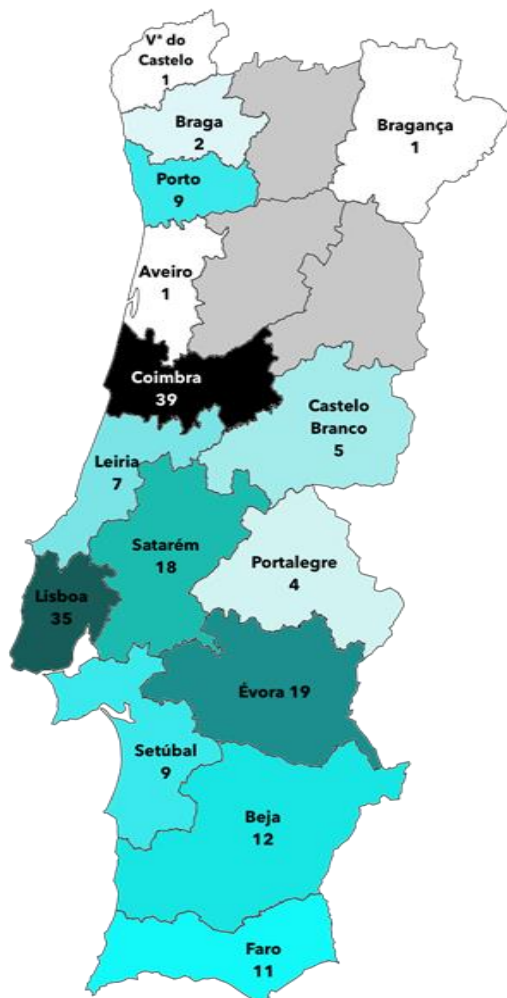 Vª do
Castelo
1
Braga
2
Bragança
1
Porto
9
Aveiro
1
Coimbra
39
Castelo
Branco
5
Leiria
7
Satarém
18
Portalegre
4
Lisboa
35
Évora 19
Setúbal
9
Beja
12
Faro
11